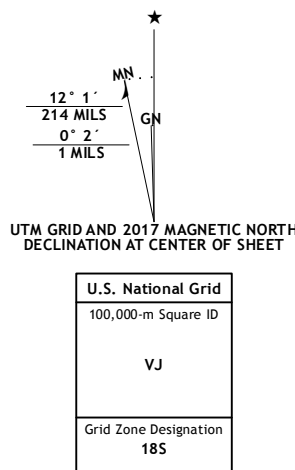 ★
MN
GN
12° 1´
214 MILS
0° 2´
1 MILS
UTM GRID AND 2017 MAGNETIC NORTH
DECLINATION AT CENTER OF SHEET
U.S. National Grid
100,000-m Square ID
VJ
Grid Zone Designation
18S